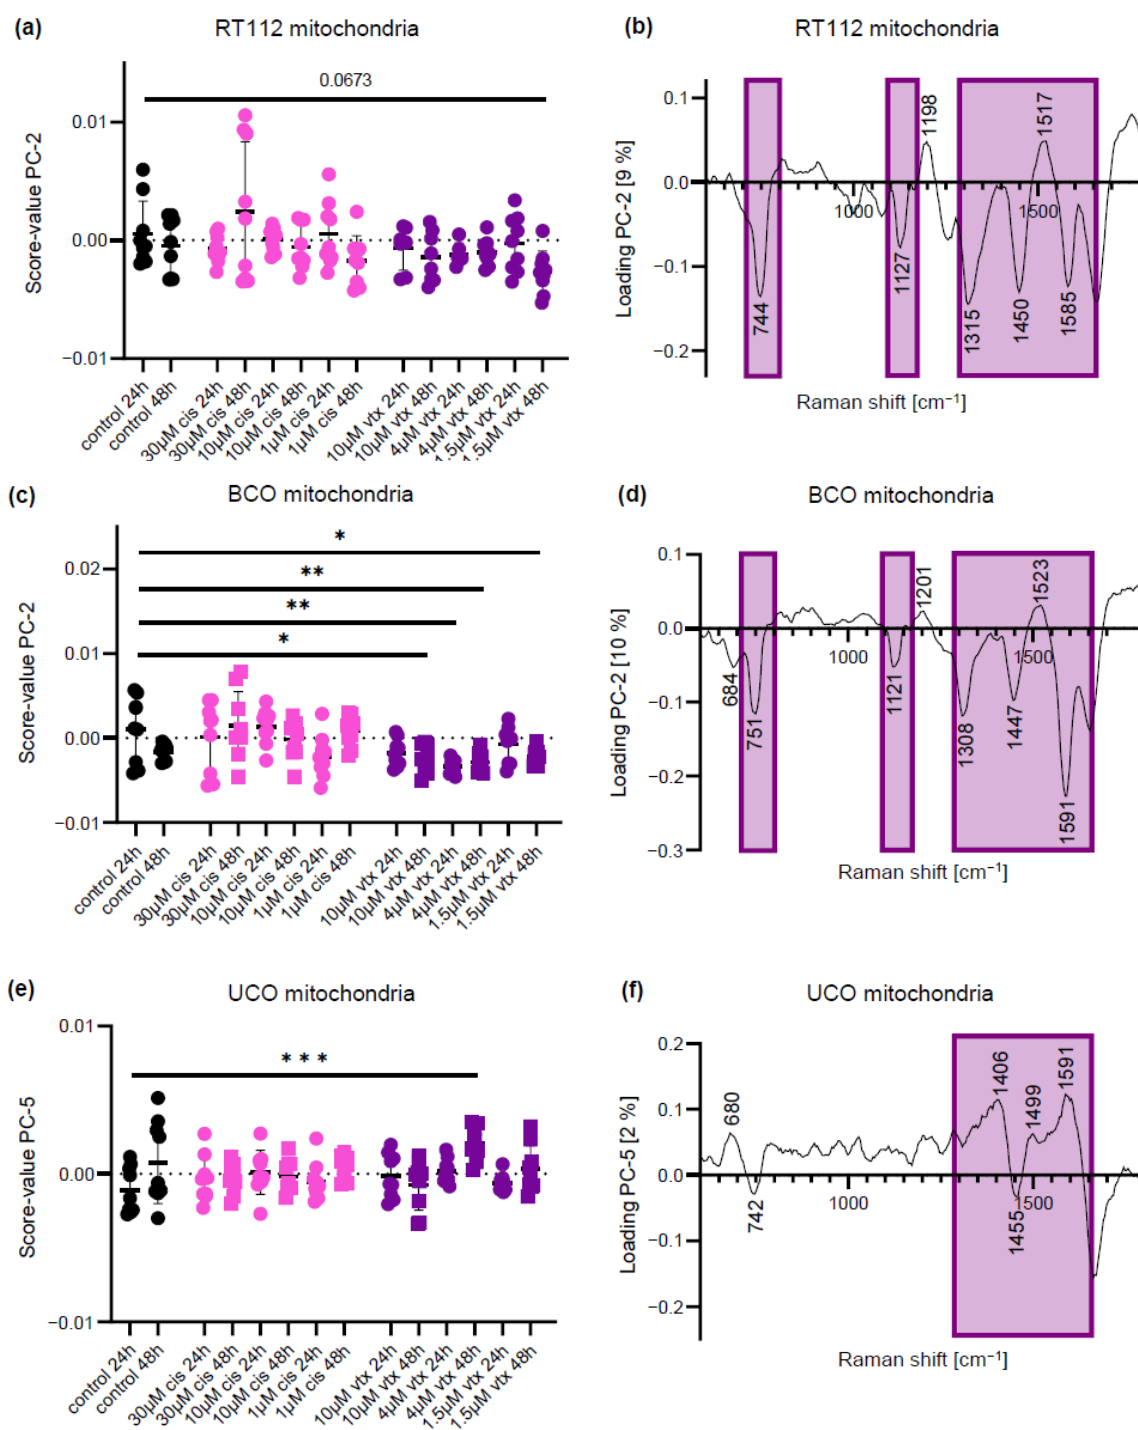 (a) RT112 mitochondria
0.0673
Score-value PC-2
0.01
0.00
−0.01
control 24h
control 48h
30µM cis 24h
30µM cis 48h
10µM cis 24h
10µM cis 48h
1µM cis 24h
1µM cis 48h
10µM vtx 24h
10µM vtx 48h
4µM vtx 24h
4µM vtx 48h
1.5µM vtx 24h
1.5µM vtx 48h
(b) RT112 mitochondria
Loading PC-2 [9 %]
0.1
0.0
−0.1
−0.2
744
1127
1198
1315
1450
1517
1585
1000
1500
Raman shift [cm⁻¹]
(c) BCO mitochondria
*
**
**
*
Score-value PC-2
0.02
0.01
0.00
−0.01
control 24h
control 48h
30µM cis 24h
30µM cis 48h
10µM cis 24h
10µM cis 48h
1µM cis 24h
1µM cis 48h
10µM vtx 24h
10µM vtx 48h
4µM vtx 24h
4µM vtx 48h
1.5µM vtx 24h
1.5µM vtx 48h
(d) BCO mitochondria
Loading PC-2 [10 %]
0.1
0.0
−0.1
−0.2
−0.3
684
751
1121
1201
1308
1447
1523
1591
1000
1500
Raman shift [cm⁻¹]
(e) UCO mitochondria
***
Score-value PC-5
0.01
0.00
−0.01
control 24h
control 48h
30µM cis 24h
30µM cis 48h
10µM cis 24h
10µM cis 48h
1µM cis 24h
1µM cis 48h
10µM vtx 24h
10µM vtx 48h
4µM vtx 24h
4µM vtx 48h
1.5µM vtx 24h
1.5µM vtx 48h
(f) UCO mitochondria
Loading PC-5 [2 %]
0.2
0.1
0.0
−0.1
−0.2
680
742
1406
1455
1499
1591
1000
1500
Raman shift [cm⁻¹]